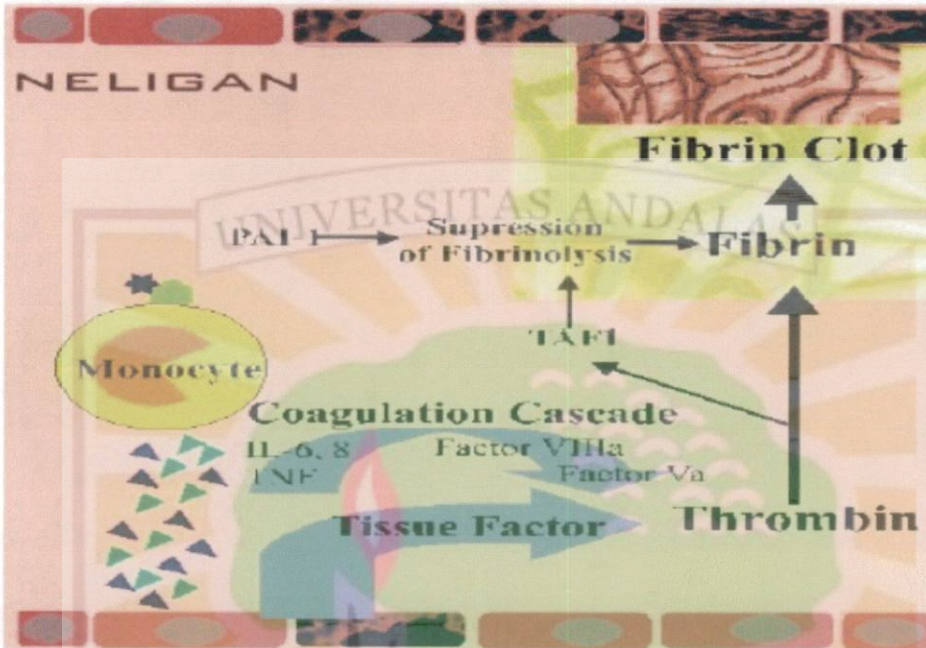 NELIGAN
Fibrin Clot
UNIVERSITAS ANDALAS
PAI-1
Supression
of Fibrinolysis
Fibrin
TAFI
Monocyte
Coagulation Cascade
IL-6, 8
Factor VIIIa
TNF
Factor Va
Tissue Factor
Thrombin